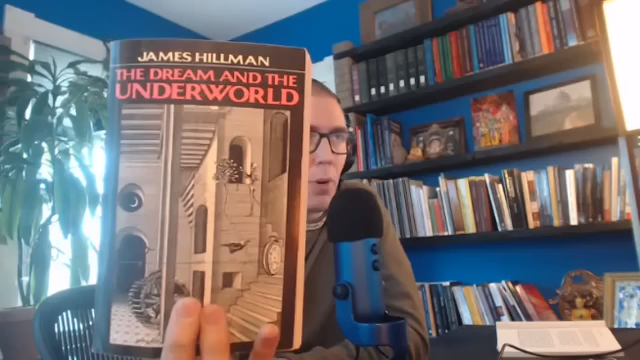 JAMES HILLMAN
THE DREAM AND THE
UNDERWORLD